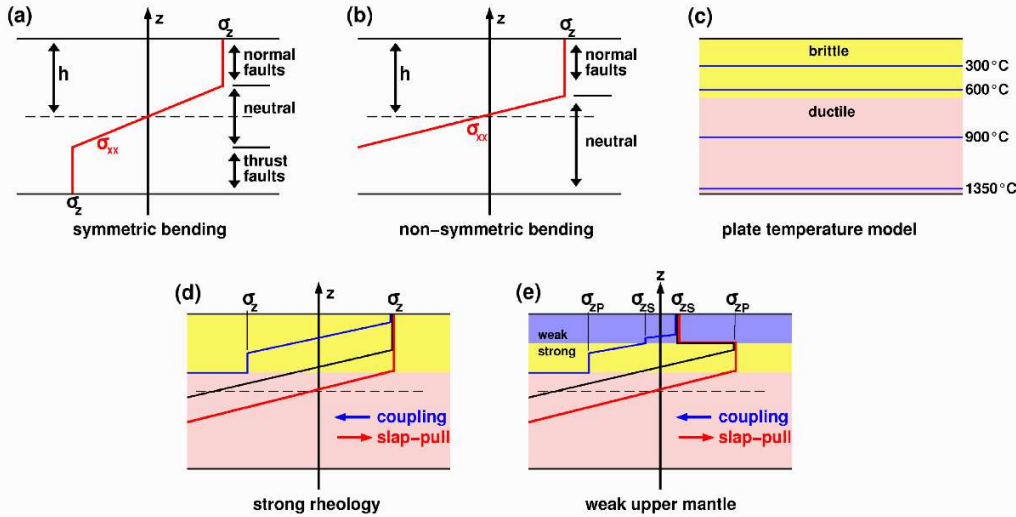 (a)
z
σz
h
normal
faults
neutral
σxx
thrust
faults
σz
symmetric bending
(b)
z
σz
h
normal
faults
σxx
neutral
non-symmetric bending
(c)
brittle
300°C
600°C
ductile
900°C
1350°C
plate temperature model
(d)
z
σz
σz
coupling
slap-pull
strong rheology
(e)
z
σzP
σzS
σzS
σzP
weak
strong
coupling
slap-pull
weak upper mantle